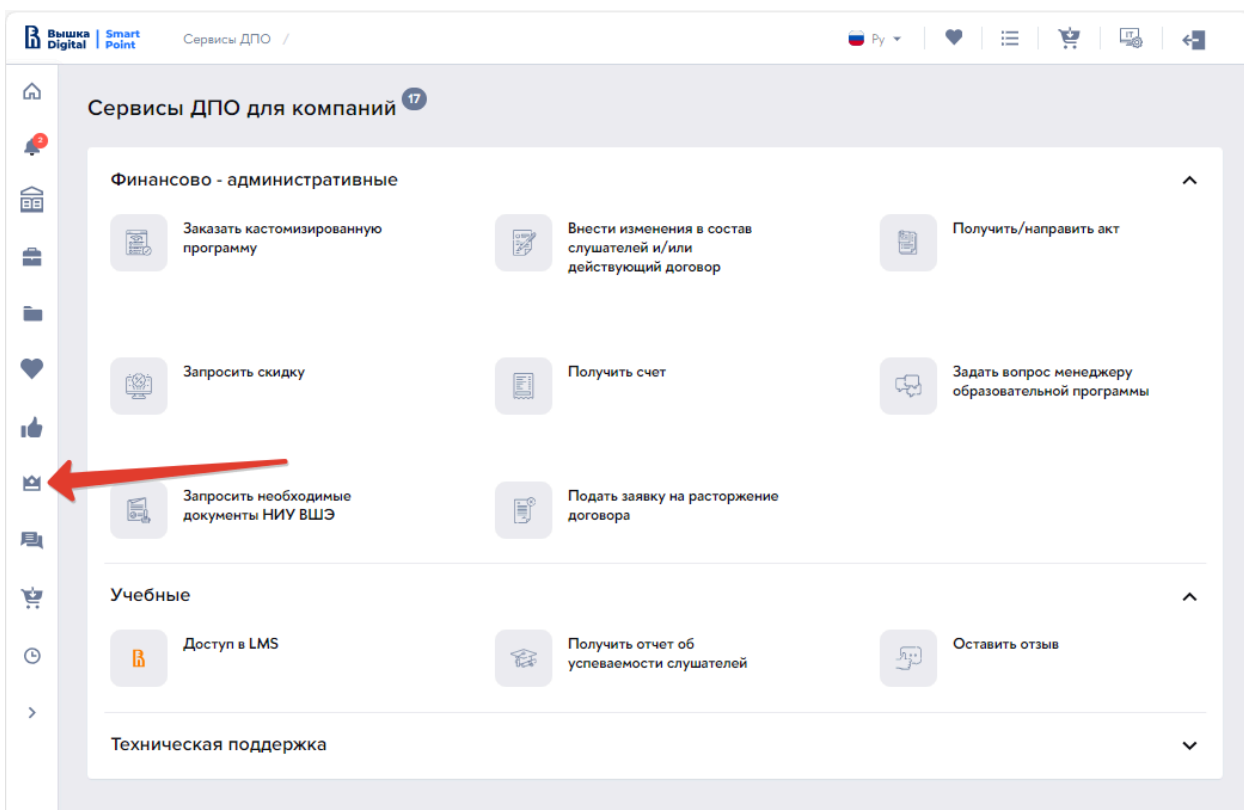 Вышка Digital | Smart Point
Сервисы ДПО /
Ру
IT
2
Сервисы ДПО для компаний 17
Финансово - административные
Заказать кастомизированную
программу
Внести изменения в состав
слушателей и/или
действующий договор
Получить/направить акт
Запросить скидку
Получить счет
Задать вопрос менеджеру
образовательной программы
Запросить необходимые
документы НИУ ВШЭ
Подать заявку на расторжение
договора
Учебные
Доступ в LMS
Получить отчет об
успеваемости слушателей
Оставить отзыв
Техническая поддержка